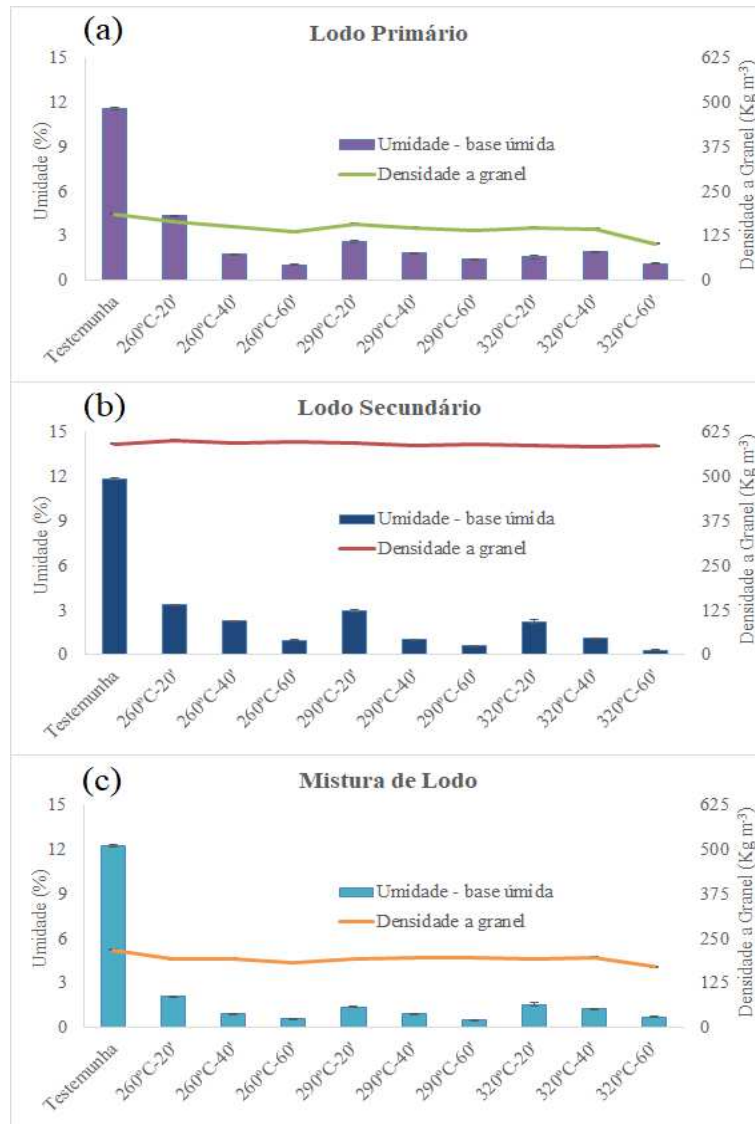 (a)
Lodo Primário
15
12
9
6
3
0
Umidade (%)
625
500
375
250
125
0
Densidade a Granel (Kg m⁻³)
Umidade - base úmida
Densidade a granel
Testemunha
260ºC-20'
260ºC-40'
260ºC-60'
290ºC-20'
290ºC-40'
290ºC-60'
320ºC-20'
320ºC-40'
320ºC-60'
(b)
Lodo Secundário
15
12
9
6
3
0
Umidade (%)
625
500
375
250
125
0
Densidade a Granel (Kg m⁻³)
Umidade - base úmida
Densidade a granel
Testemunha
260ºC-20'
260ºC-40'
260ºC-60'
290ºC-20'
290ºC-40'
290ºC-60'
320ºC-20'
320ºC-40'
320ºC-60'
(c)
Mistura de Lodo
15
12
9
6
3
0
Umidade (%)
625
500
375
250
125
0
Densidade a Granel (Kg m⁻³)
Umidade - base úmida
Densidade a granel
Testemunha
260ºC-20'
260ºC-40'
260ºC-60'
290ºC-20'
290ºC-40'
290ºC-60'
320ºC-20'
320ºC-40'
320ºC-60'